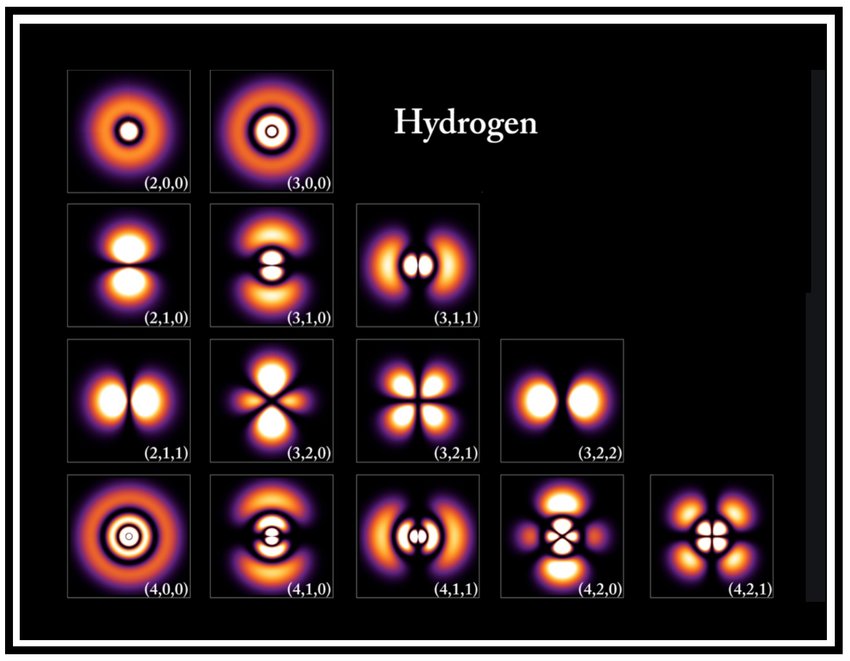 Hydrogen
(2,0,0) (3,0,0)
(2,1,0) (3,1,0) (3,1,1)
(2,1,1) (3,2,0) (3,2,1) (3,2,2)
(4,0,0) (4,1,0) (4,1,1) (4,2,0) (4,2,1)